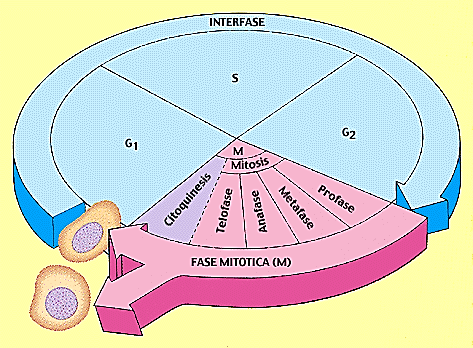 INTERFASE
S
G1
G2
M
Mitosis
Citoquinesis
Telofase
Anafase
Metafase
Profase
FASE MITOTICA (M)